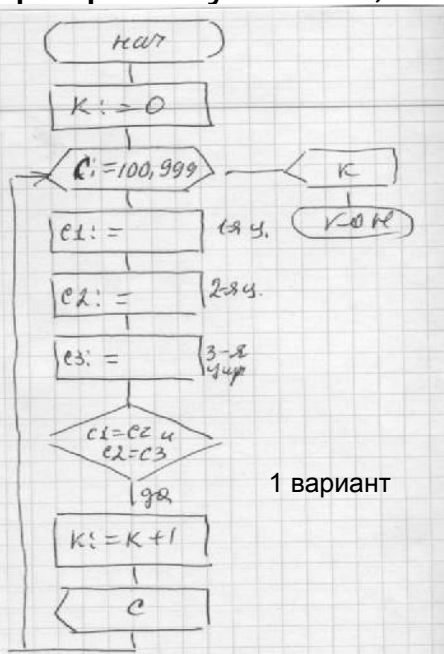 нач
K:=0
C:=100,999
K
к-он
c1:= 1-я ц.
c2:= 2-я ц.
c3:= 3-я
цифр
c1=c2 и
c2=c3
да
1 вариант
K:=K+1
C